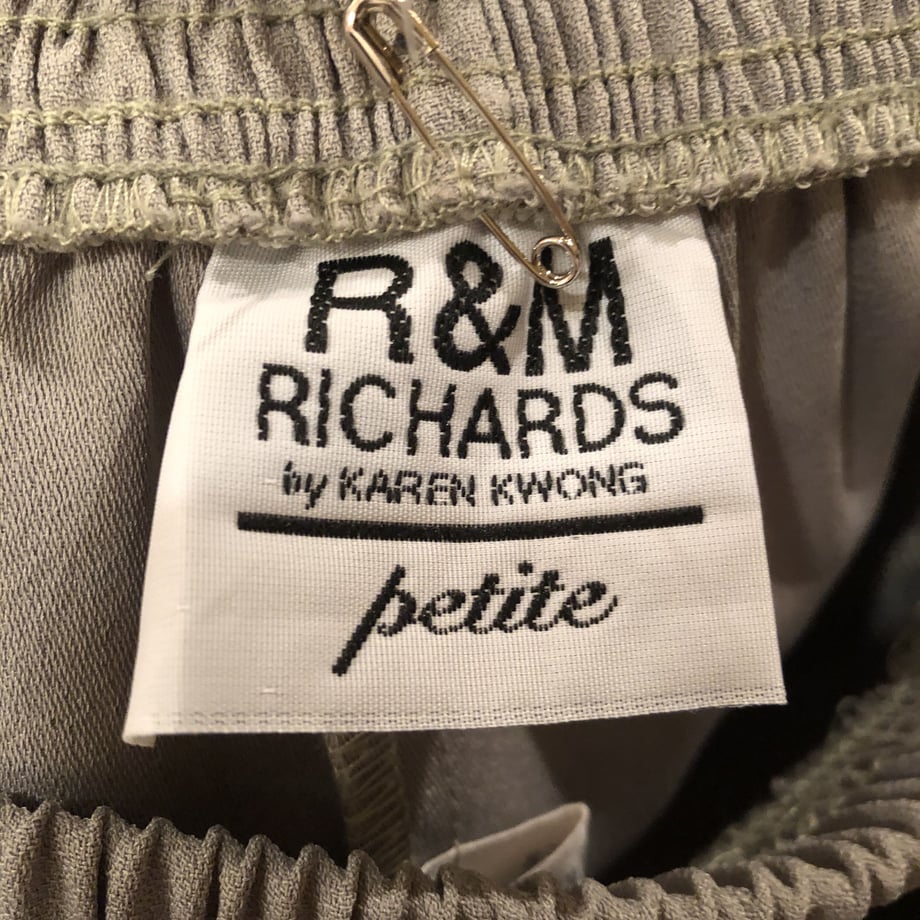 R&M
RICHARDS
by KAREN KWONG
petite